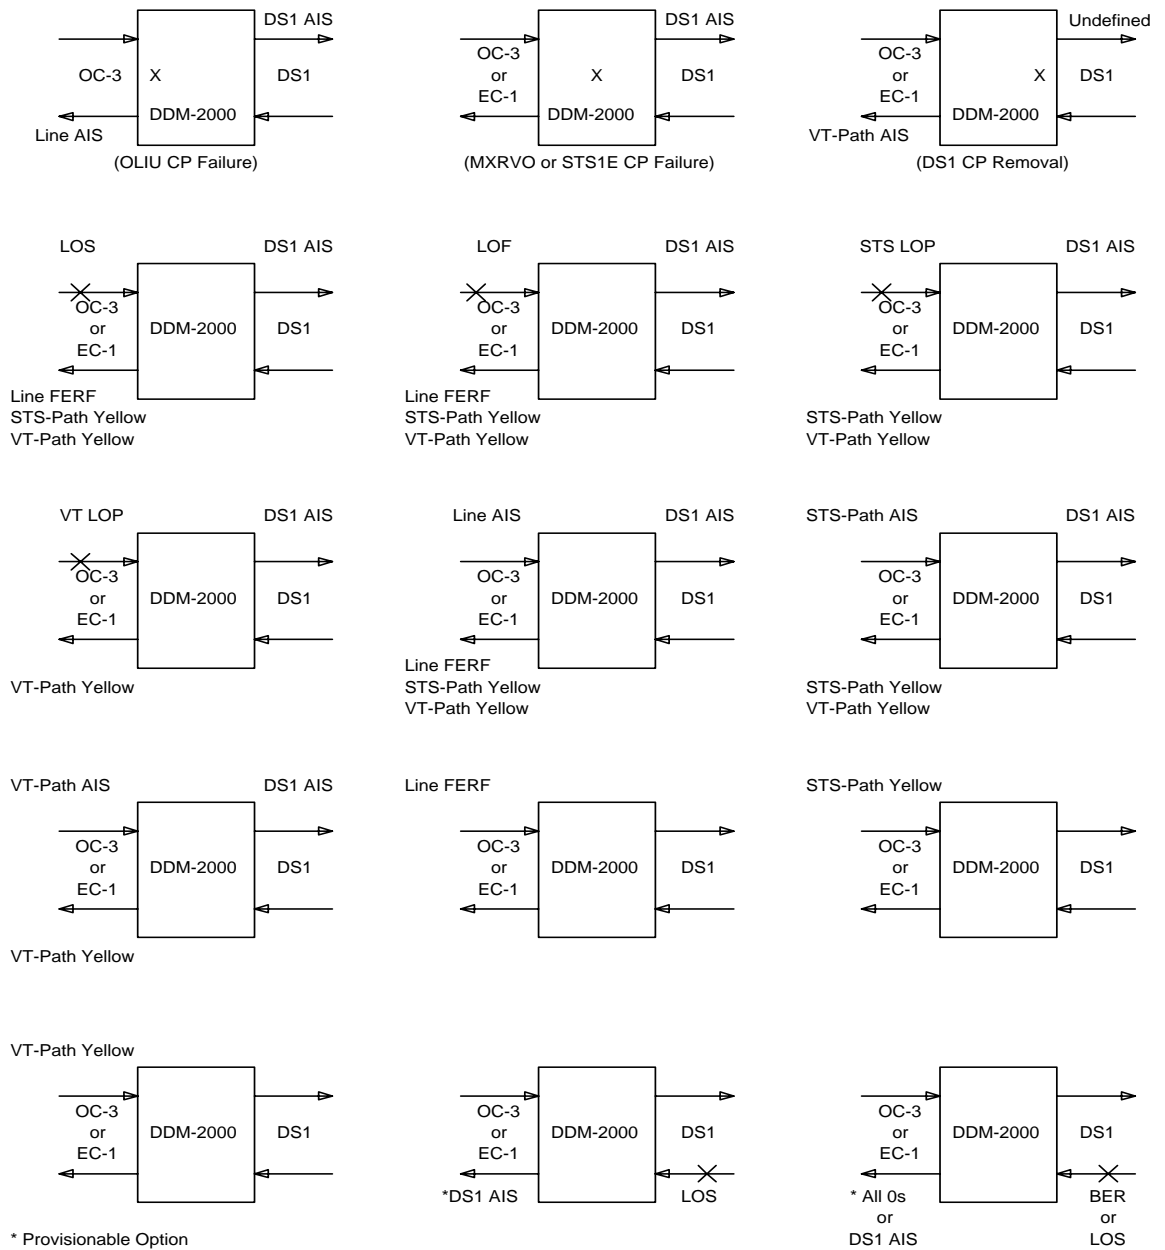 DS1 AIS
OC-3
X
DS1
DDM-2000
Line AIS
(OLIU CP Failure)
DS1 AIS
OC-3
or
EC-1
X
DS1
DDM-2000
(MXRVO or STS1E CP Failure)
Undefined
OC-3
or
EC-1
X
DS1
DDM-2000
VT-Path AIS
(DS1 CP Removal)
LOS
DS1 AIS
OC-3
or
EC-1
DDM-2000
DS1
Line FERF
STS-Path Yellow
VT-Path Yellow
LOF
DS1 AIS
OC-3
or
EC-1
DDM-2000
DS1
Line FERF
STS-Path Yellow
VT-Path Yellow
STS LOP
DS1 AIS
OC-3
or
EC-1
DDM-2000
DS1
STS-Path Yellow
VT-Path Yellow
VT LOP
DS1 AIS
OC-3
or
EC-1
DDM-2000
DS1
VT-Path Yellow
Line AIS
DS1 AIS
OC-3
or
EC-1
DDM-2000
DS1
Line FERF
STS-Path Yellow
VT-Path Yellow
STS-Path AIS
DS1 AIS
OC-3
or
EC-1
DDM-2000
DS1
STS-Path Yellow
VT-Path Yellow
VT-Path AIS
DS1 AIS
OC-3
or
EC-1
DDM-2000
DS1
VT-Path Yellow
Line FERF
OC-3
or
EC-1
DDM-2000
DS1
STS-Path Yellow
OC-3
or
EC-1
DDM-2000
DS1
VT-Path Yellow
OC-3
or
EC-1
DDM-2000
DS1
OC-3
or
EC-1
DDM-2000
DS1
*DS1 AIS
LOS
OC-3
or
EC-1
DDM-2000
DS1
* All 0s
or
DS1 AIS
BER
or
LOS
* Provisionable Option